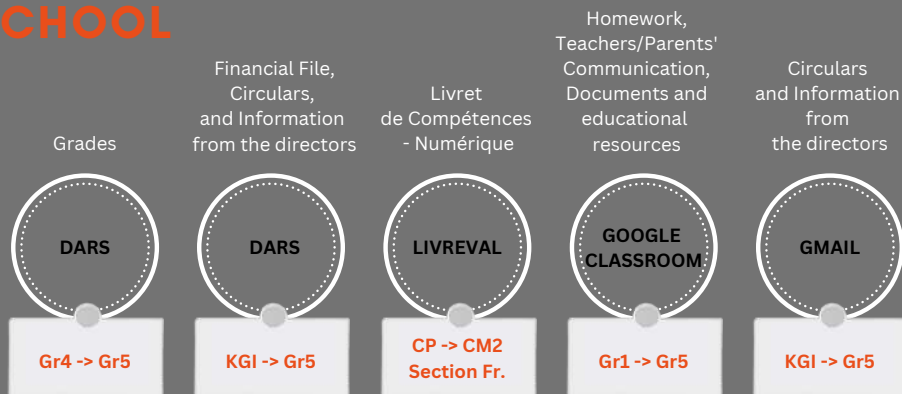 CHOOL
Grades
DARS
Gr4 -> Gr5
Financial File,
Circulars,
and Information
from the directors
DARS
KGI -> Gr5
Livret
de Compétences
- Numérique
LIVREVAL
CP -> CM2
Section Fr.
Homework,
Teachers/Parents'
Communication,
Documents and
educational
resources
GOOGLE
CLASSROOM
Gr1 -> Gr5
Circulars
and Information
from
the directors
GMAIL
KGI -> Gr5